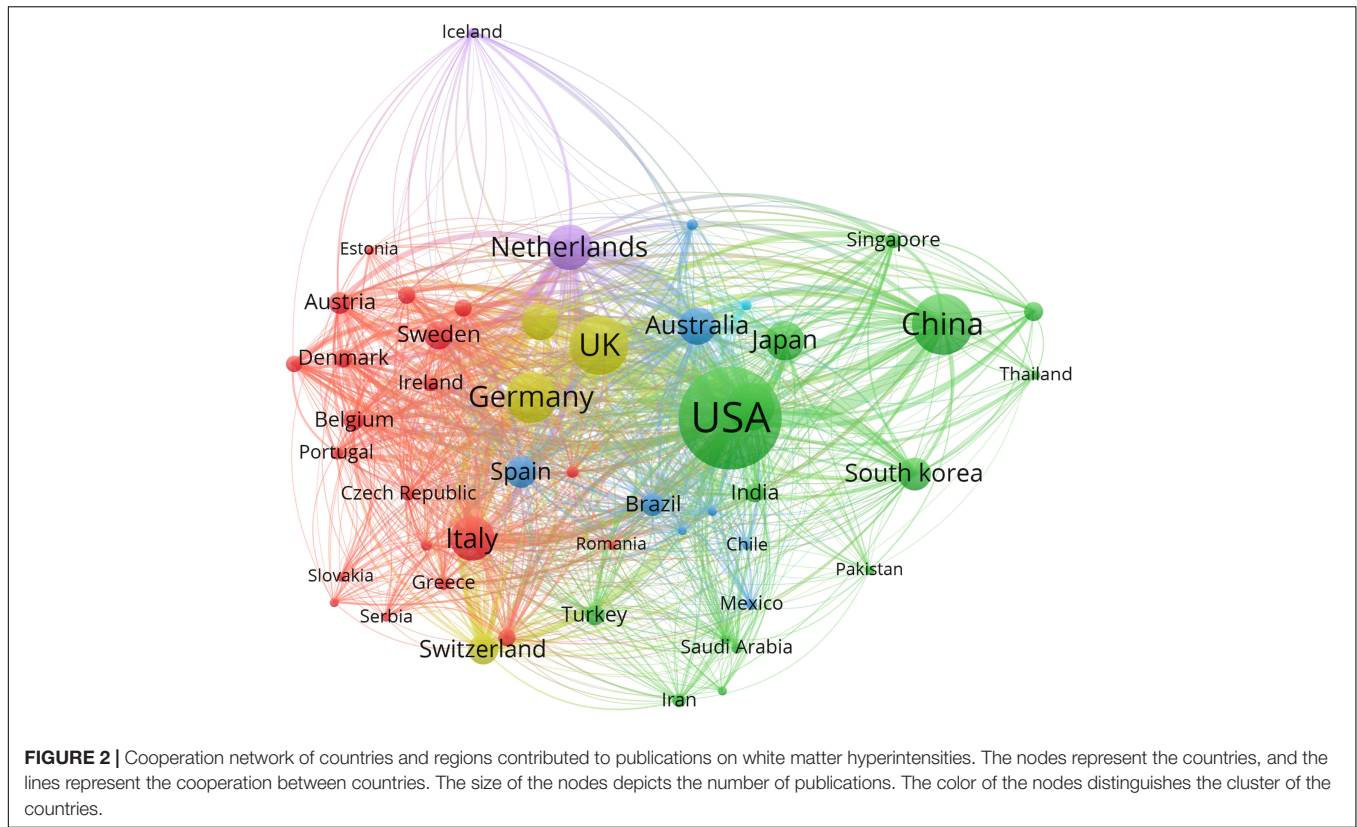 Iceland
Estonia
Netherlands
Singapore
Austria
Sweden
UK
Australia
Japan
China
Denmark
Ireland
Germany
Thailand
Belgium
USA
Portugal
Spain
South korea
Czech Republic
Brazil
India
Italy
Romania
Chile
Slovakia
Greece
Pakistan
Serbia
Turkey
Mexico
Switzerland
Saudi Arabia
Iran
FIGURE 2 | Cooperation network of countries and regions contributed to publications on white matter hyperintensities. The nodes represent the countries, and the
lines represent the cooperation between countries. The size of the nodes depicts the number of publications. The color of the nodes distinguishes the cluster of the
countries.